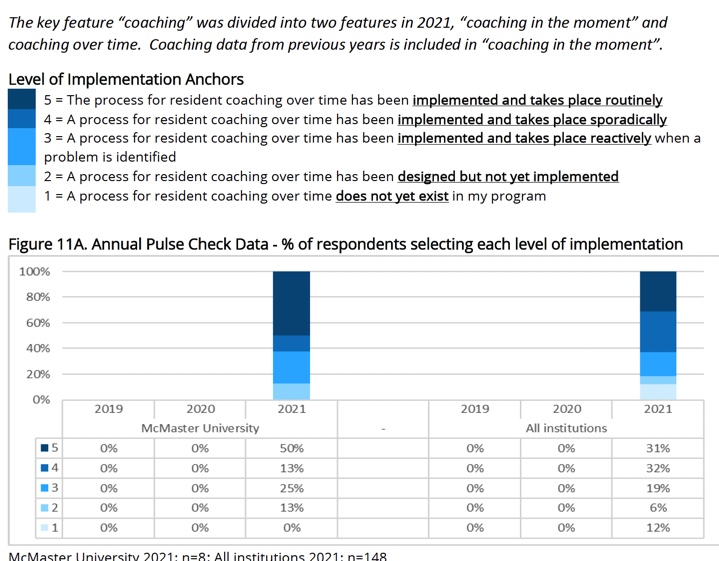 The key feature “coaching” was divided into two features in 2021, “coaching in the moment” and
coaching over time. Coaching data from previous years is included in “coaching in the moment”.
Level of Implementation Anchors
5 = The process for resident coaching over time has been implemented and takes place routinely
4 = A process for resident coaching over time has been implemented and takes place sporadically
3 = A process for resident coaching over time has been implemented and takes place reactively when a
problem is identified
2 = A process for resident coaching over time has been designed but not yet implemented
1 = A process for resident coaching over time does not yet exist in my program
Figure 11A. Annual Pulse Check Data - % of respondents selecting each level of implementation
100%
80%
60%
40%
20%
0%
2019 2020 2021 2019 2020 2021
McMaster University - All institutions
5 0% 0% 50% 0% 0% 31%
4 0% 0% 13% 0% 0% 32%
3 0% 0% 25% 0% 0% 19%
2 0% 0% 13% 0% 0% 6%
1 0% 0% 0% 0% 0% 12%
McMaster University 2021: n=8; All institutions 2021: n=148